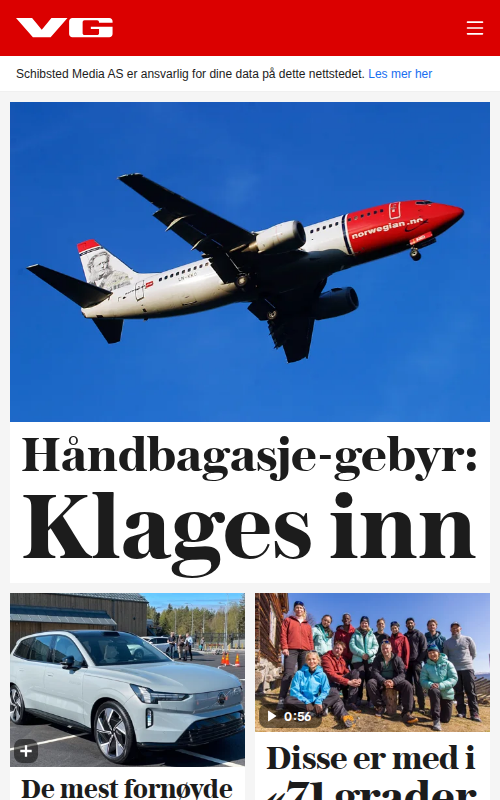 VG
Schibsted Media AS er ansvarlig for dine data på dette nettstedet. Les mer her
norwegian.no
Håndbagasje-gebyr:
Klages inn
0:56
De mest fornøyde
Disse er med i
«71 grader